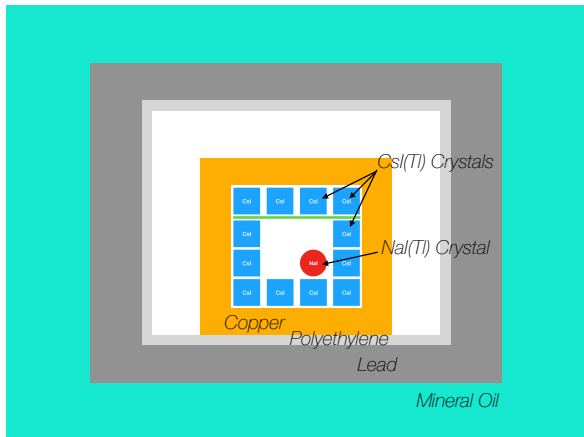 CsI(Tl) Crystals
CsI CsI CsI CsI
CsI CsI
NaI(Tl) Crystal
CsI NaI CsI
CsI CsI CsI CsI
Copper
Polyethylene
Lead
Mineral Oil